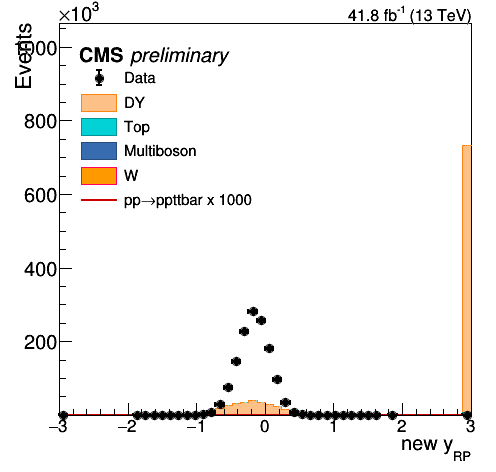 ×10³
41.8 fb⁻¹ (13 TeV)
Events
CMS preliminary
Data
DY
Top
Multiboson
W
pp→ppttbar x 1000
1000
800
600
400
200
−3 −2 −1 0 1 2 3
new y_RP